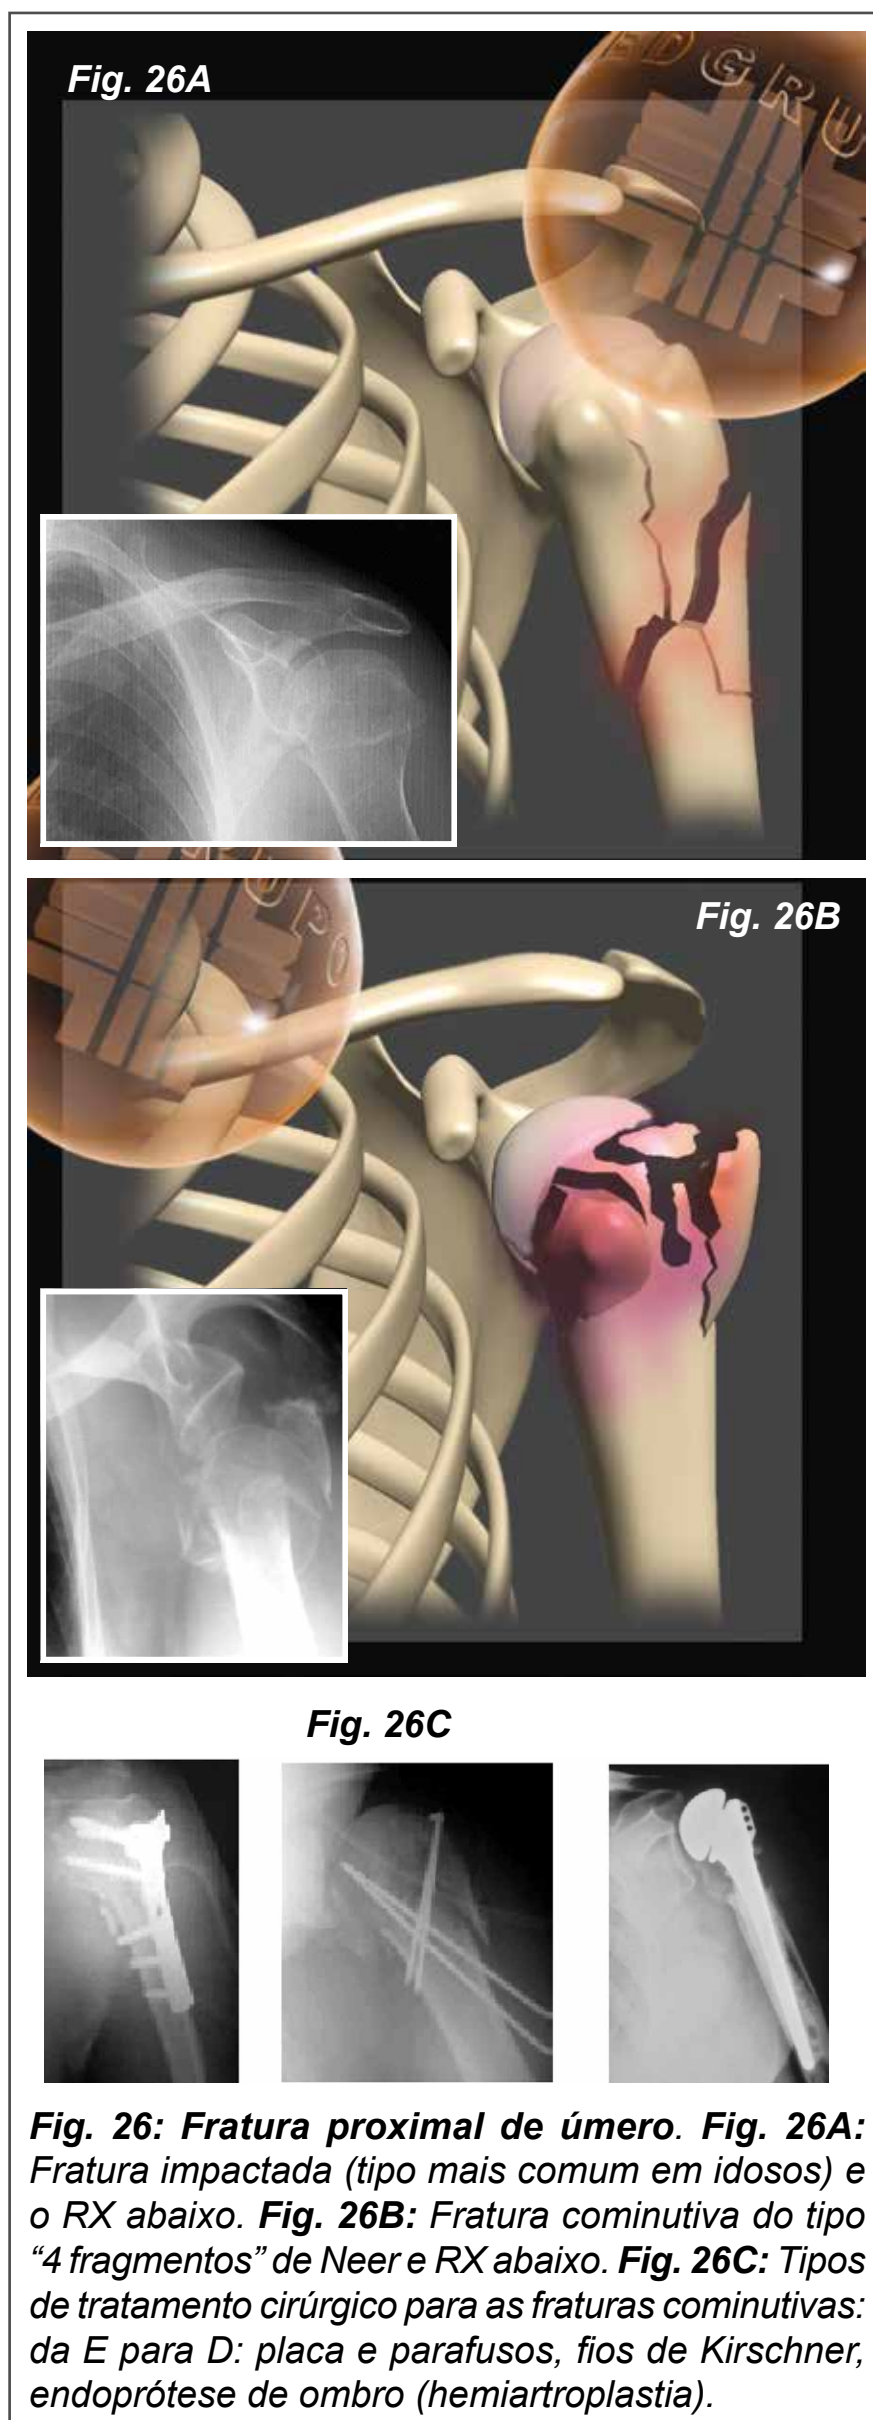 Fig. 26A
EDGRU
Fig. 26B
Fig. 26C
Fig. 26: Fratura proximal de úmero. Fig. 26A:
Fratura impactada (tipo mais comum em idosos) e
o RX abaixo. Fig. 26B: Fratura cominutiva do tipo
“4 fragmentos” de Neer e RX abaixo. Fig. 26C: Tipos
de tratamento cirúrgico para as fraturas cominutivas:
da E para D: placa e parafusos, fios de Kirschner,
endoprótese de ombro (hemiartroplastia).